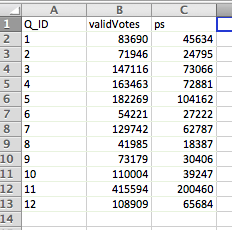 A B C
1 Q_ID validVotes ps
2 1 83690 45634
3 2 71946 24795
4 3 147116 73066
5 4 163463 72881
6 5 182269 104162
7 6 54221 27222
8 7 129742 62787
9 8 41985 18387
10 9 73179 30406
11 10 110004 39247
12 11 415594 200460
13 12 108909 65684
14